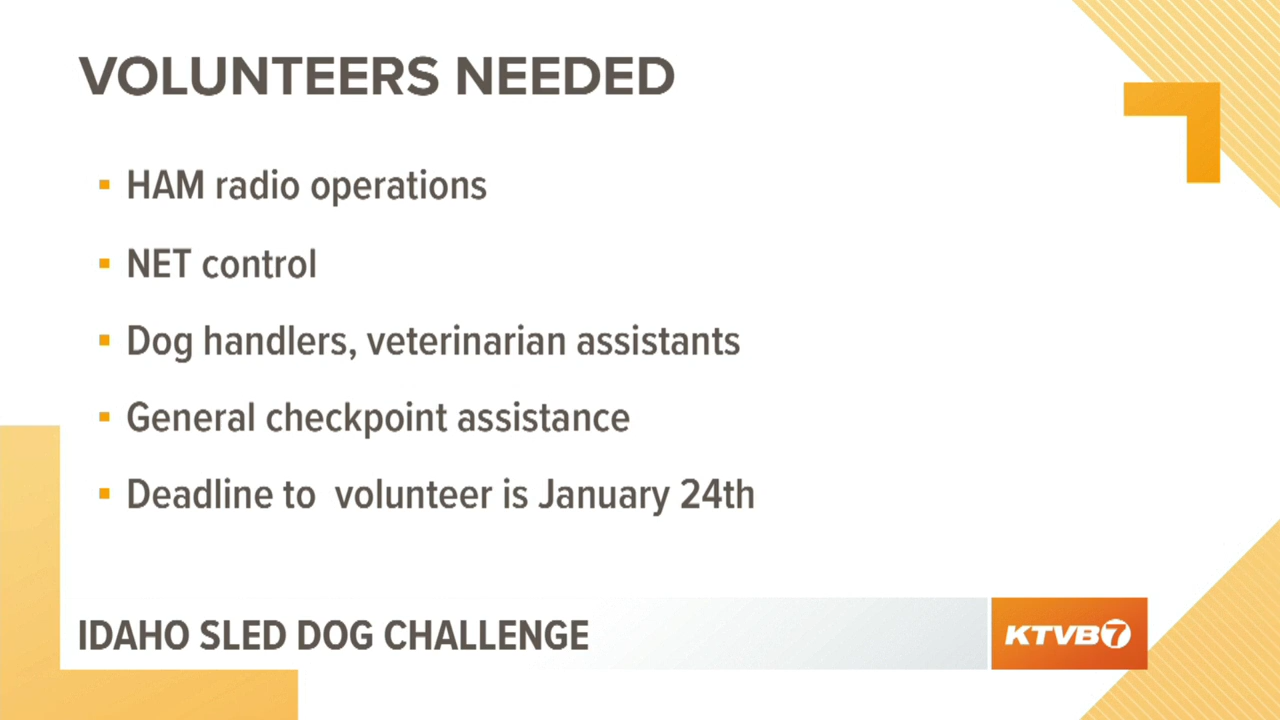 VOLUNTEERS NEEDED
▪ HAM radio operations
▪ NET control
▪ Dog handlers, veterinarian assistants
▪ General checkpoint assistance
▪ Deadline to  volunteer is January 24th
IDAHO SLED DOG CHALLENGE
KTVB7